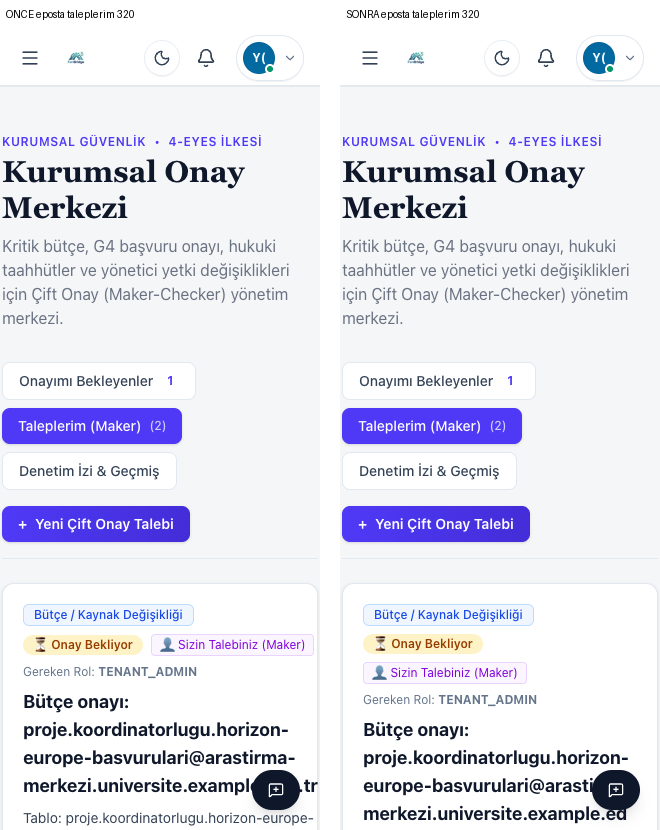 ONCE eposta taleplerim 320
Y(
KURUMSAL GÜVENLİK • 4-EYES İLKESİ
Kurumsal Onay
Merkezi
Kritik bütçe, G4 başvuru onayı, hukuki
taahhütler ve yönetici yetki değişiklikleri
için Çift Onay (Maker-Checker) yönetim
merkezi.
Onayımı Bekleyenler 1
Taleplerim (Maker) (2)
Denetim İzi & Geçmiş
+ Yeni Çift Onay Talebi
Bütçe / Kaynak Değişikliği
⏳ Onay Bekliyor 👤 Sizin Talebiniz (Maker)
Gereken Rol: TENANT_ADMIN
Bütçe onayı:
proje.koordinatorlugu.horizon-
europe-basvurulari@arastirma-
merkezi.universite.example .tr
Tablo: proje.koordinatorlugu.horizon-europe-
SONRA eposta taleplerim 320
Y(
KURUMSAL GÜVENLİK • 4-EYES İLKESİ
Kurumsal Onay
Merkezi
Kritik bütçe, G4 başvuru onayı, hukuki
taahhütler ve yönetici yetki değişiklikleri
için Çift Onay (Maker-Checker) yönetim
merkezi.
Onayımı Bekleyenler 1
Taleplerim (Maker) (2)
Denetim İzi & Geçmiş
+ Yeni Çift Onay Talebi
Bütçe / Kaynak Değişikliği
⏳ Onay Bekliyor
👤 Sizin Talebiniz (Maker)
Gereken Rol: TENANT_ADMIN
Bütçe onayı:
proje.koordinatorlugu.horizon-
europe-basvurulari@arasti
merkezi.universite.example.ed